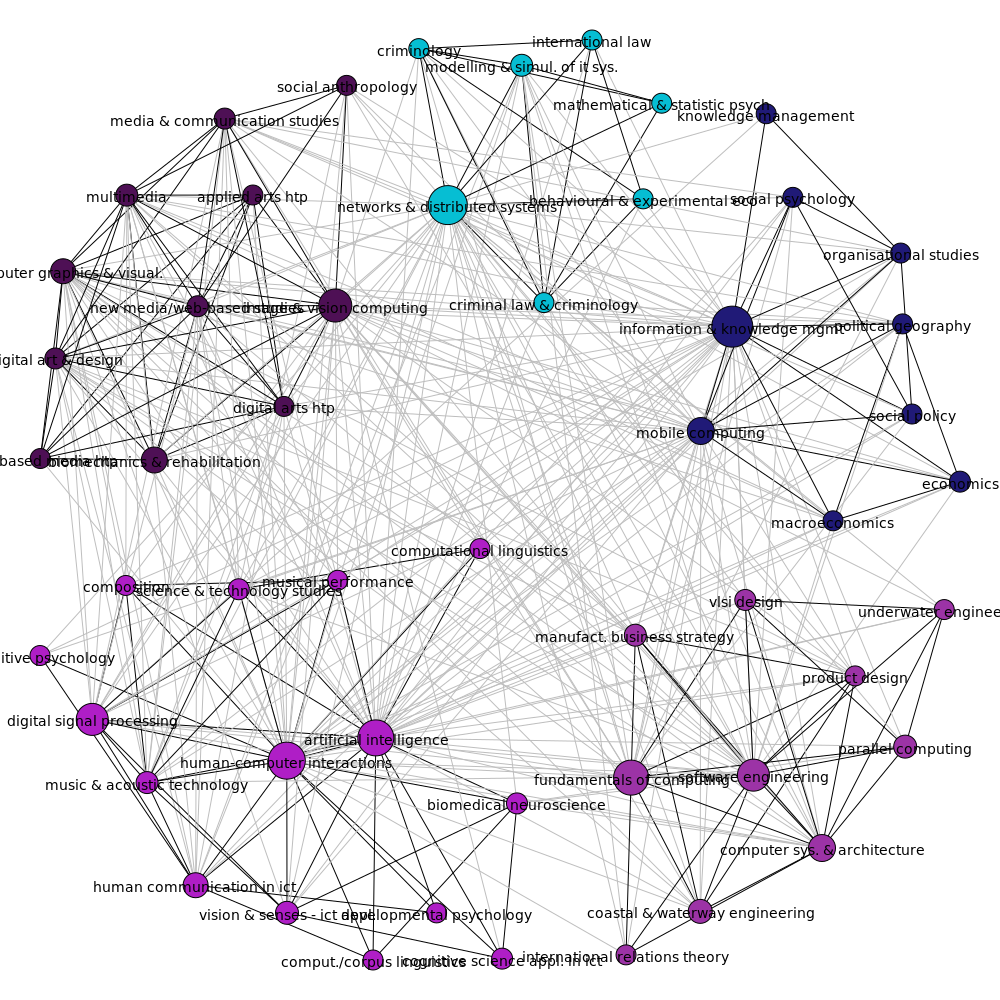 international law
criminology
modelling & simul. of it sys.
social anthropology
mathematical & statistic psych.
knowledge management
media & communication studies
multimedia
applied arts htp
networks & distributed systems
behavioural & experimental eco
social psychology
organisational studies
puter graphics & visual.
new media/web-based studies
image & vision computing
criminal law & criminology
information & knowledge mgmt
political geography
digital art & design
digital arts htp
mobile computing
social policy
based media htp
biomechanics & rehabilitation
economics
macroeconomics
computational linguistics
composition
science & technology studies
musical performance
vlsi design
underwater enginee
manufact. business strategy
itive psychology
product design
digital signal processing
artificial intelligence
human-computer interactions
parallel computing
music & acoustic technology
fundamentals of computing
software engineering
biomedical neuroscience
computer sys. & architecture
human communication in ict
vision & senses - ict appl.
developmental psychology
coastal & waterway engineering
comput./corpus linguistics
cognitive science appl. in ict
international relations theory